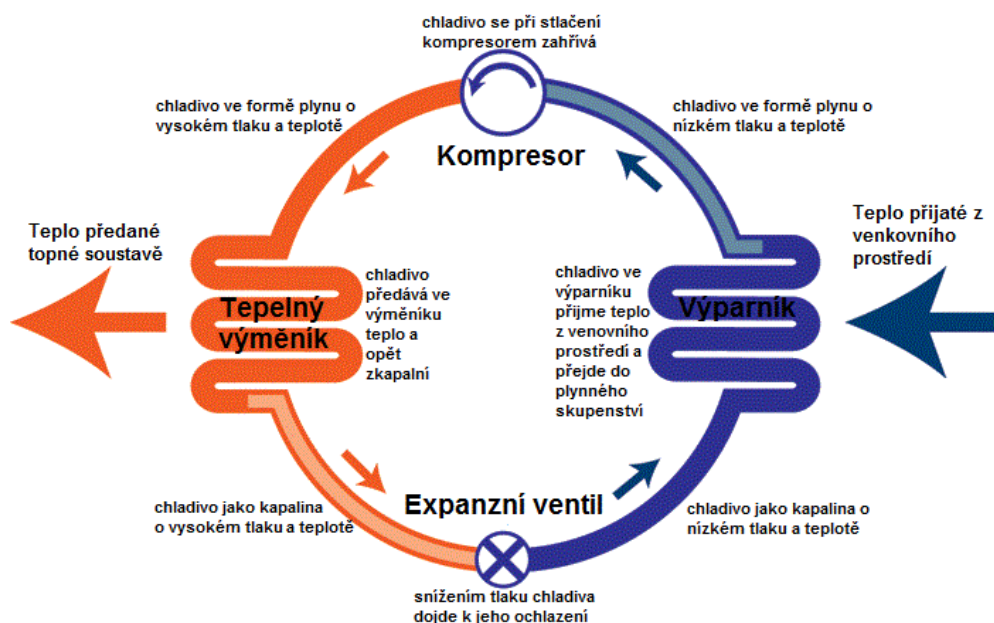 chladivo se při stlačení
kompresorem zahřívá
chladivo ve formě plynu o
vysokém tlaku a teplotě
chladivo ve formě plynu o
nízkém tlaku a teplotě
Kompresor
Teplo předané
topné soustavě
Teplo přijaté z
venkovního
prostředí
Tepelný
výměník
chladivo
předává ve
výměníku
teplo a
opět
zkapalní
chladivo ve
výparníku
přijme teplo
z venovního
prostředí a
přejde do
plynného
skupenství
Výparník
Expanzní ventil
chladivo jako kapalina
o vysokém tlaku a teplotě
chladivo jako kapalina o
nízkém tlaku a teplotě
snížením tlaku chladiva
dojde k jeho ochlazení